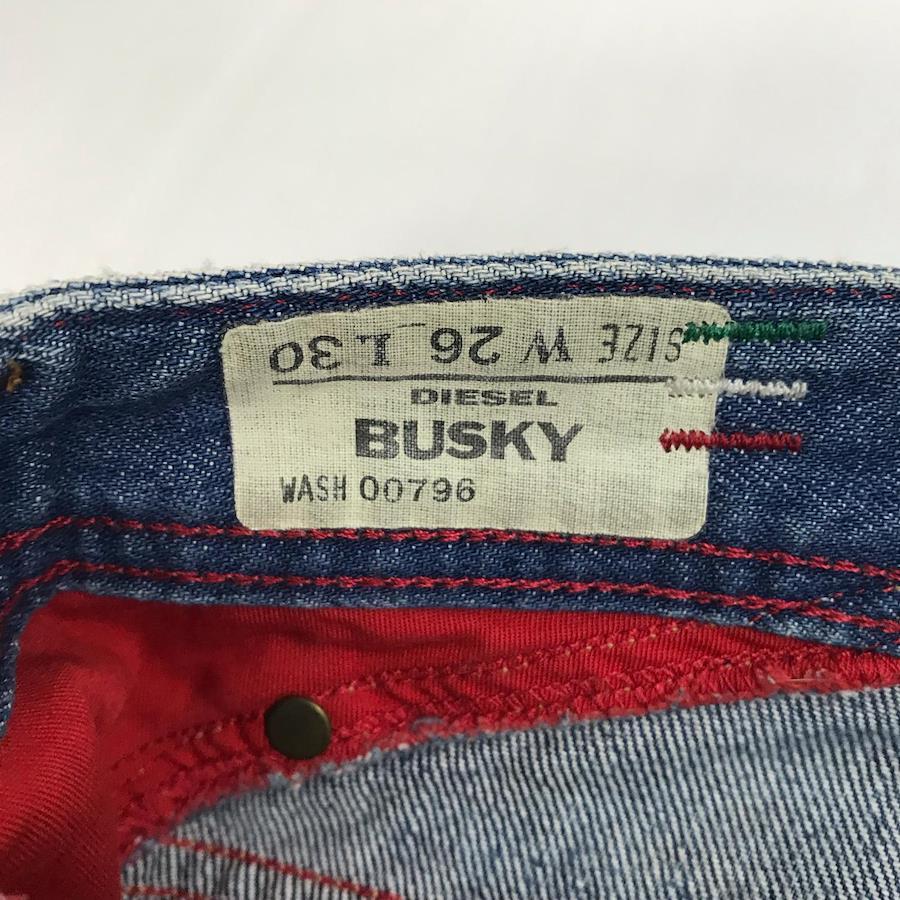 SIZE W 26 L 30
DIESEL
BUSKY
WASH 00796